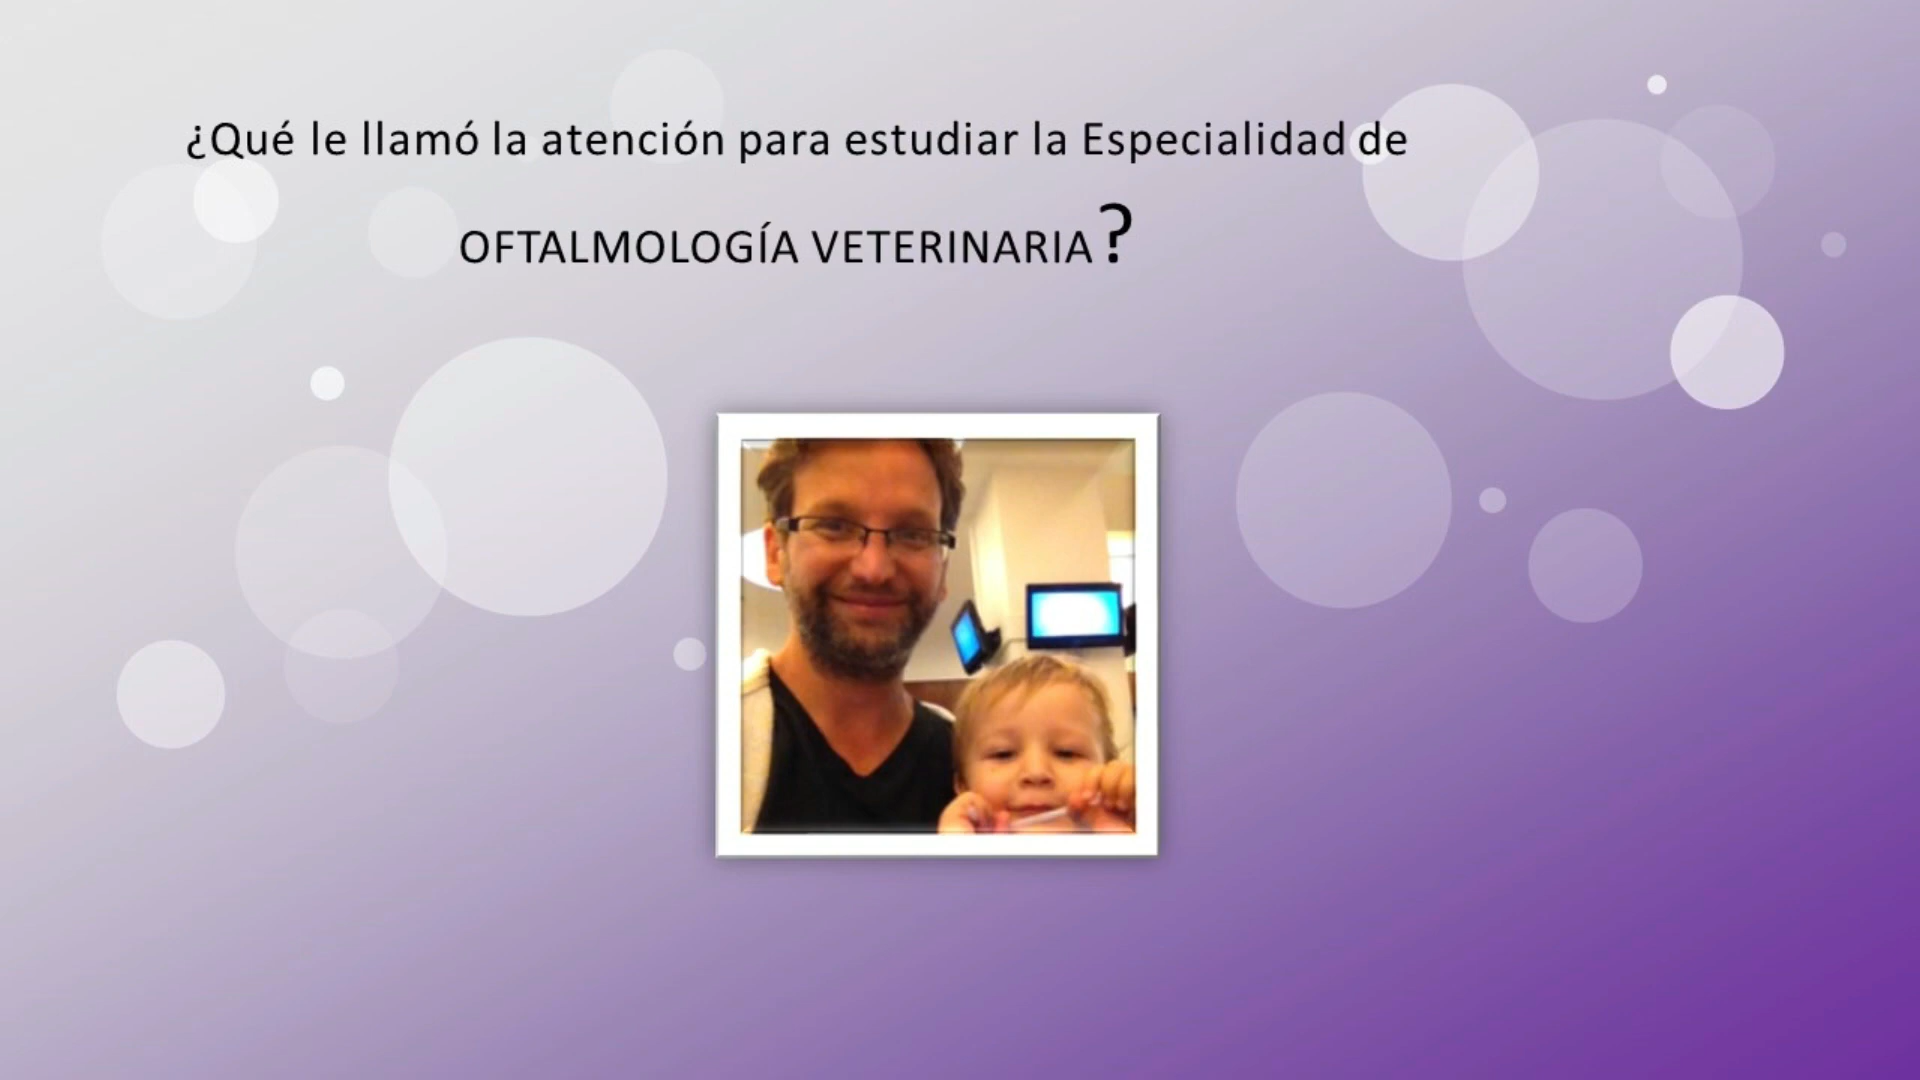 ¿Qué le llamó la atención para estudiar la Especialidad de
OFTALMOLOGÍA VETERINARIA?